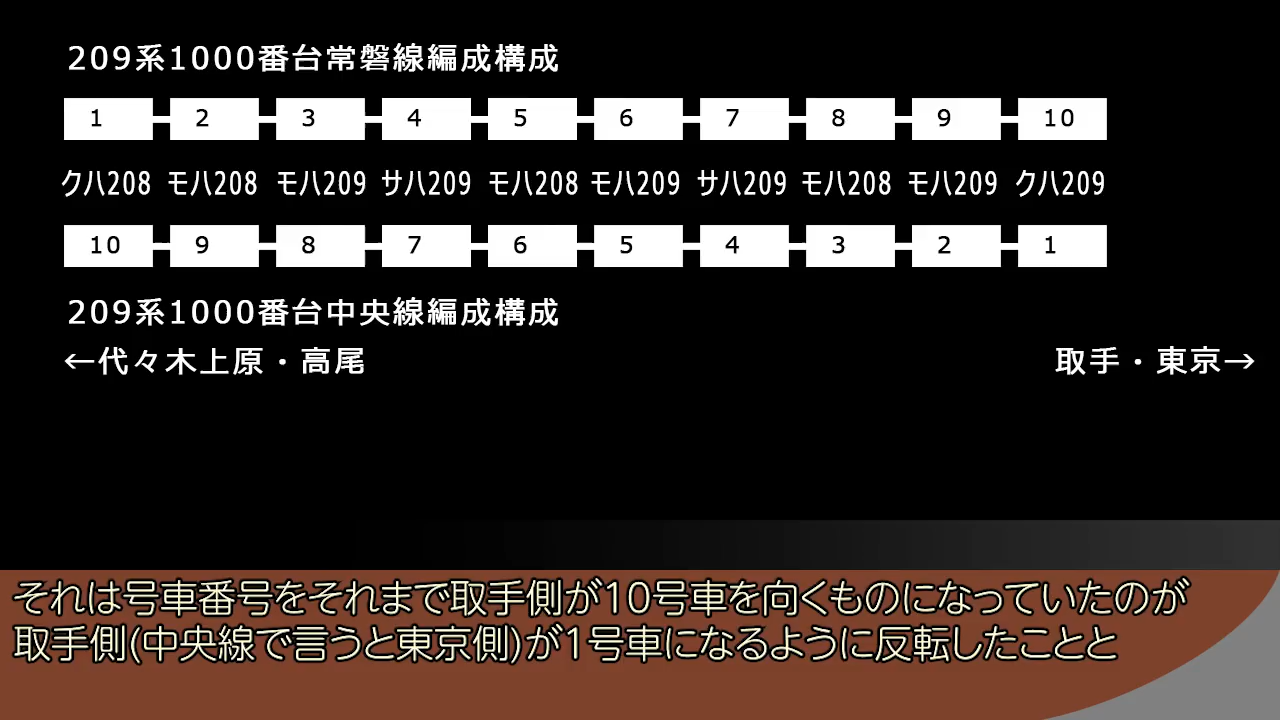 209系1000番台常磐線編成構成
1 2 3 4 5 6 7 8 9 10
クハ208 モハ208 モハ209 サハ209 モハ208 モハ209 サハ209 モハ208 モハ209 クハ209
10 9 8 7 6 5 4 3 2 1
209系1000番台中央線編成構成
←代々木上原・高尾 取手・東京→
それは号車番号をそれまで取手側が10号車を向くものになっていたのが
取手側(中央線で言うと東京側)が1号車になるように反転したことと